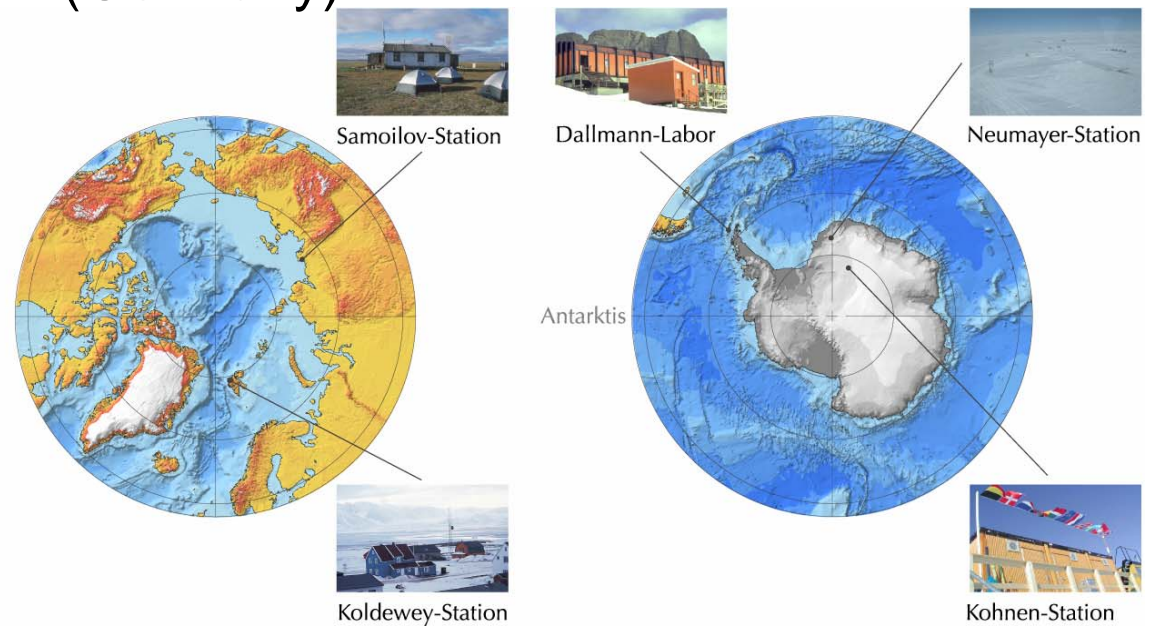 Samoilov-Station
Dallmann-Labor
Neumayer-Station
Antarktis
Koldewey-Station
Kohnen-Station